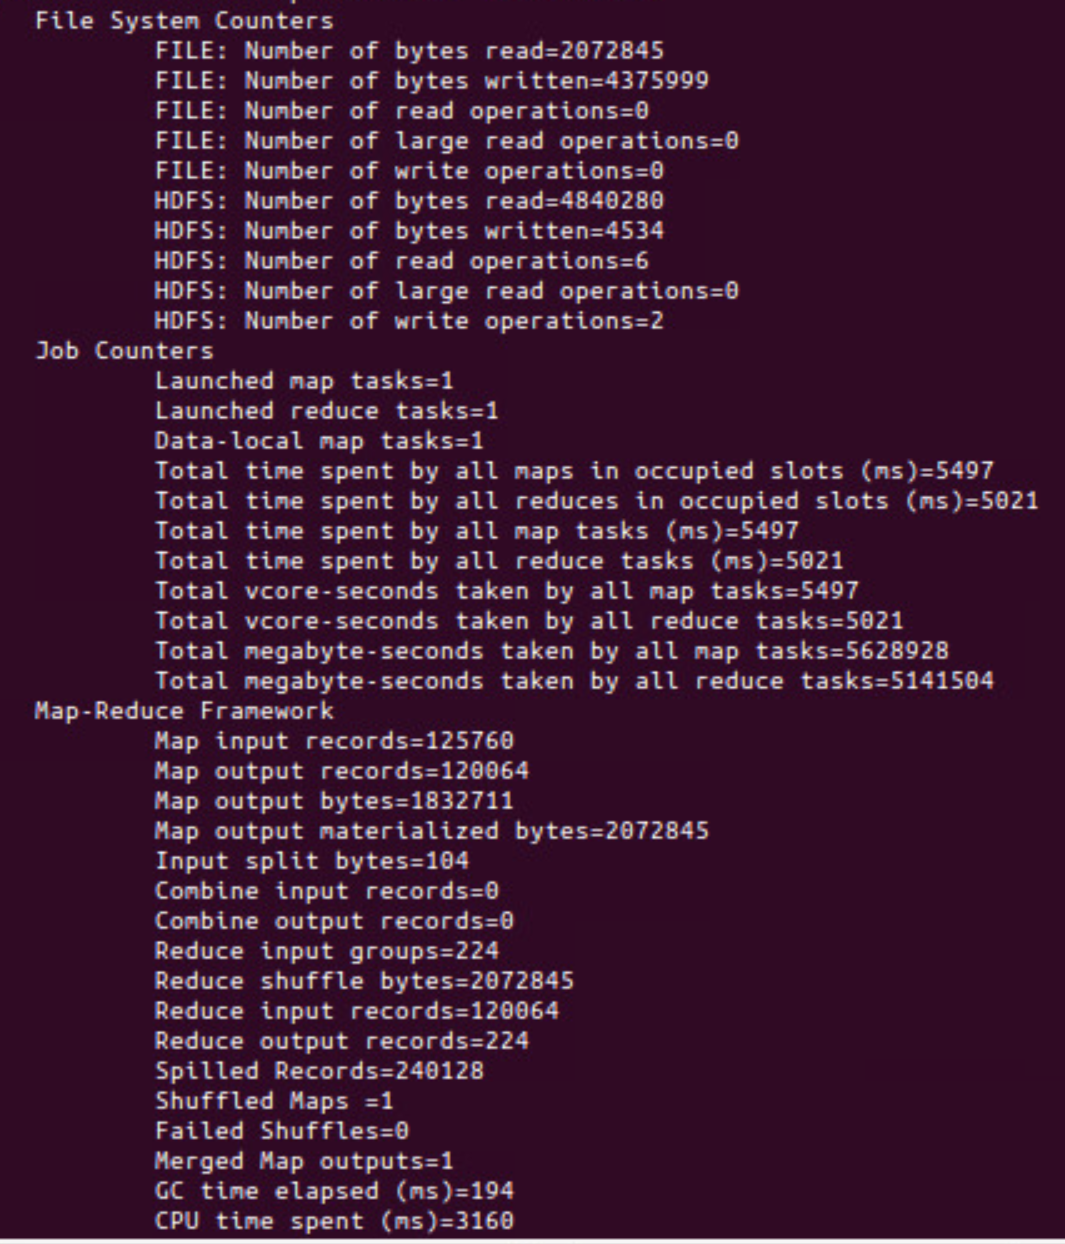 File System Counters
FILE: Number of bytes read=2072845
FILE: Number of bytes written=4375999
FILE: Number of read operations=0
FILE: Number of large read operations=0
FILE: Number of write operations=0
HDFS: Number of bytes read=4840280
HDFS: Number of bytes written=4534
HDFS: Number of read operations=6
HDFS: Number of large read operations=0
HDFS: Number of write operations=2
Job Counters
Launched map tasks=1
Launched reduce tasks=1
Data-local map tasks=1
Total time spent by all maps in occupied slots (ms)=5497
Total time spent by all reduces in occupied slots (ms)=5021
Total time spent by all map tasks (ms)=5497
Total time spent by all reduce tasks (ms)=5021
Total vcore-seconds taken by all map tasks=5497
Total vcore-seconds taken by all reduce tasks=5021
Total megabyte-seconds taken by all map tasks=5628928
Total megabyte-seconds taken by all reduce tasks=5141504
Map-Reduce Framework
Map input records=125760
Map output records=120064
Map output bytes=1832711
Map output materialized bytes=2072845
Input split bytes=104
Combine input records=0
Combine output records=0
Reduce input groups=224
Reduce shuffle bytes=2072845
Reduce input records=120064
Reduce output records=224
Spilled Records=240128
Shuffled Maps =1
Failed Shuffles=0
Merged Map outputs=1
GC time elapsed (ms)=194
CPU time spent (ms)=3160